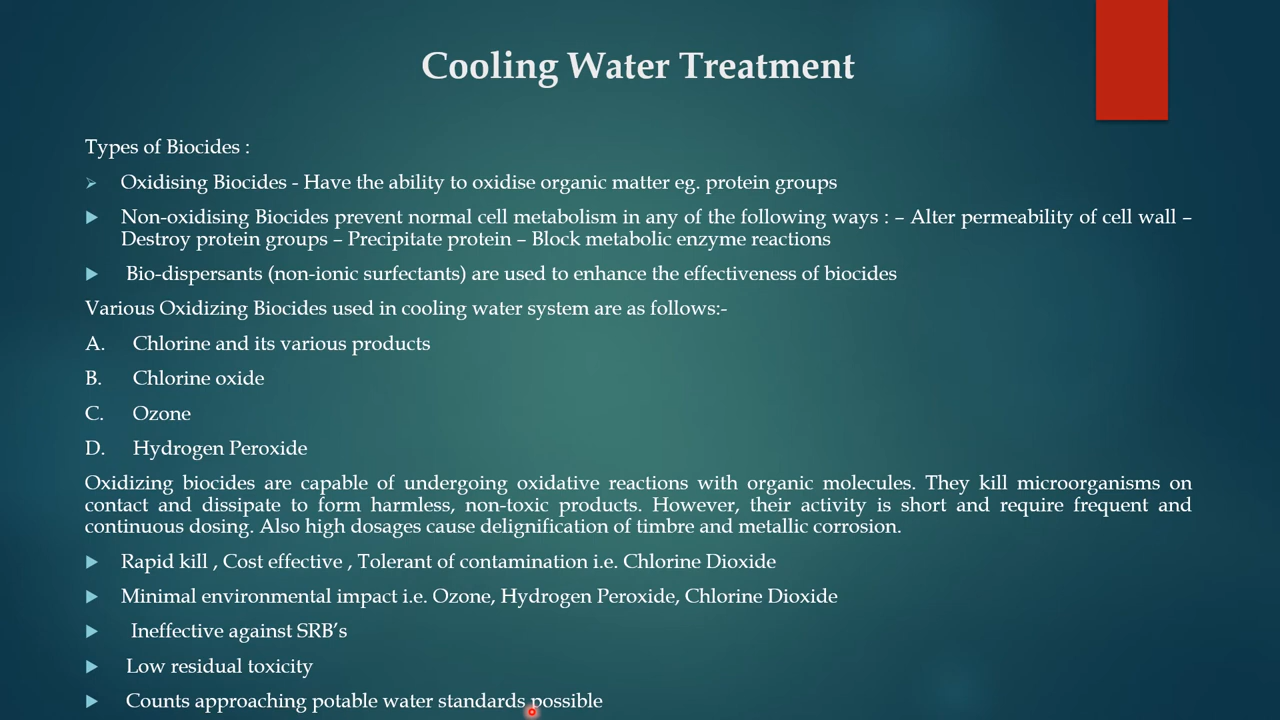 Cooling Water Treatment
Types of Biocides :
Oxidising Biocides - Have the ability to oxidise organic matter eg. protein groups
Non-oxidising Biocides prevent normal cell metabolism in any of the following ways : – Alter permeability of cell wall –
Destroy protein groups – Precipitate protein – Block metabolic enzyme reactions
Bio-dispersants (non-ionic surfectants) are used to enhance the effectiveness of biocides
Various Oxidizing Biocides used in cooling water system are as follows:-
A. Chlorine and its various products
B. Chlorine oxide
C. Ozone
D. Hydrogen Peroxide
Oxidizing biocides are capable of undergoing oxidative reactions with organic molecules. They kill microorganisms on
contact and dissipate to form harmless, non-toxic products. However, their activity is short and require frequent and
continuous dosing. Also high dosages cause delignification of timbre and metallic corrosion.
Rapid kill , Cost effective , Tolerant of contamination i.e. Chlorine Dioxide
Minimal environmental impact i.e. Ozone, Hydrogen Peroxide, Chlorine Dioxide
Ineffective against SRB’s
Low residual toxicity
Counts approaching potable water standards possible